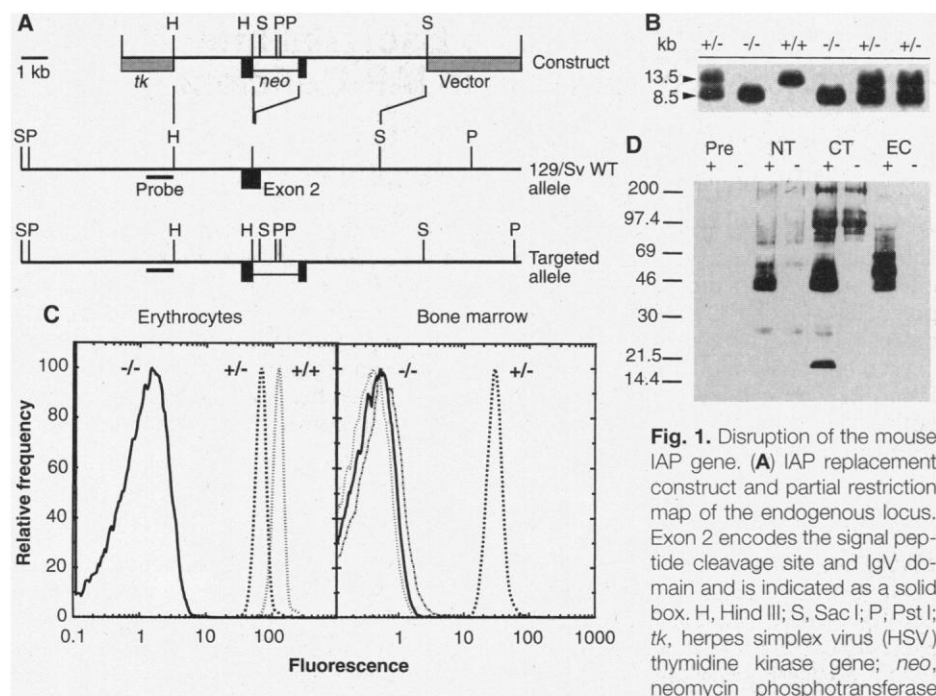 A
H H S PP S
1 kb
Construct
tk neo Vector
SP H S P
129/Sv WT
allele
Probe Exon 2
SP H H S PP S P
Targeted
allele
B
kb +/- -/- +/+ -/- +/- +/-
13.5
8.5
C
Erythrocytes Bone marrow
Relative frequency
100
80
60
40
20
0
-/- +/- +/+ -/- +/-
0.1 1 10 100 1 10 100 1000
Fluorescence
D
Pre NT CT EC
+ - + - + - + -
200
97.4
69
46
30
21.5
14.4
Fig. 1. Disruption of the mouse
IAP gene. (A) IAP replacement
construct and partial restriction
map of the endogenous locus.
Exon 2 encodes the signal pep-
tide cleavage site and IgV do-
main and is indicated as a solid
box. H, Hind III; S, Sac I; P, Pst I;
tk, herpes simplex virus (HSV)
thymidine kinase gene; neo,
neomycin phosphotransferase